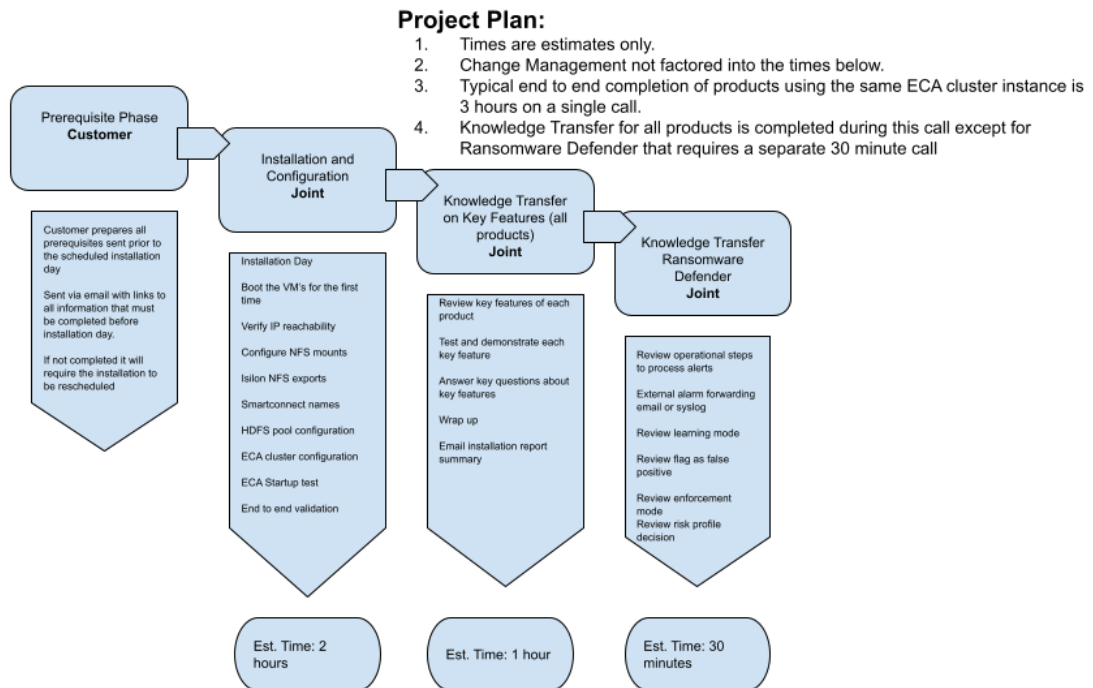 Project Plan:
1. Times are estimates only.
2. Change Management not factored into the times below.
3. Typical end to end completion of products using the same ECA cluster instance is
3 hours on a single call.
4. Knowledge Transfer for all products is completed during this call except for
Ransomware Defender that requires a separate 30 minute call
Prerequisite Phase
Customer
Customer prepares all
prerequisites sent prior to
the scheduled installation
day
Sent via email with links to
all information that must
be completed before
installation day.
If not completed it will
require the installation to
be rescheduled
Installation and
Configuration
Joint
Installation Day
Boot the VM's for the first
time
Verify IP reachability
Configure NFS mounts
Isilon NFS exports
Smartconnect names
HDFS pool configuration
ECA cluster configuration
ECA Startup test
End to end validation
Est. Time: 2
hours
Knowledge Transfer
on Key Features (all
products)
Joint
Review key features of each
product
Test and demonstrate each
key feature
Answer key questions about
key features
Wrap up
Email installation report
summary
Est. Time: 1 hour
Knowledge Transfer
Ransomware
Defender
Joint
Review operational steps
to process alerts
External alarm forwarding
email or syslog
Review learning mode
Review flag as false
positive
Review enforcement
mode
Review risk profile
decision
Est. Time: 30
minutes